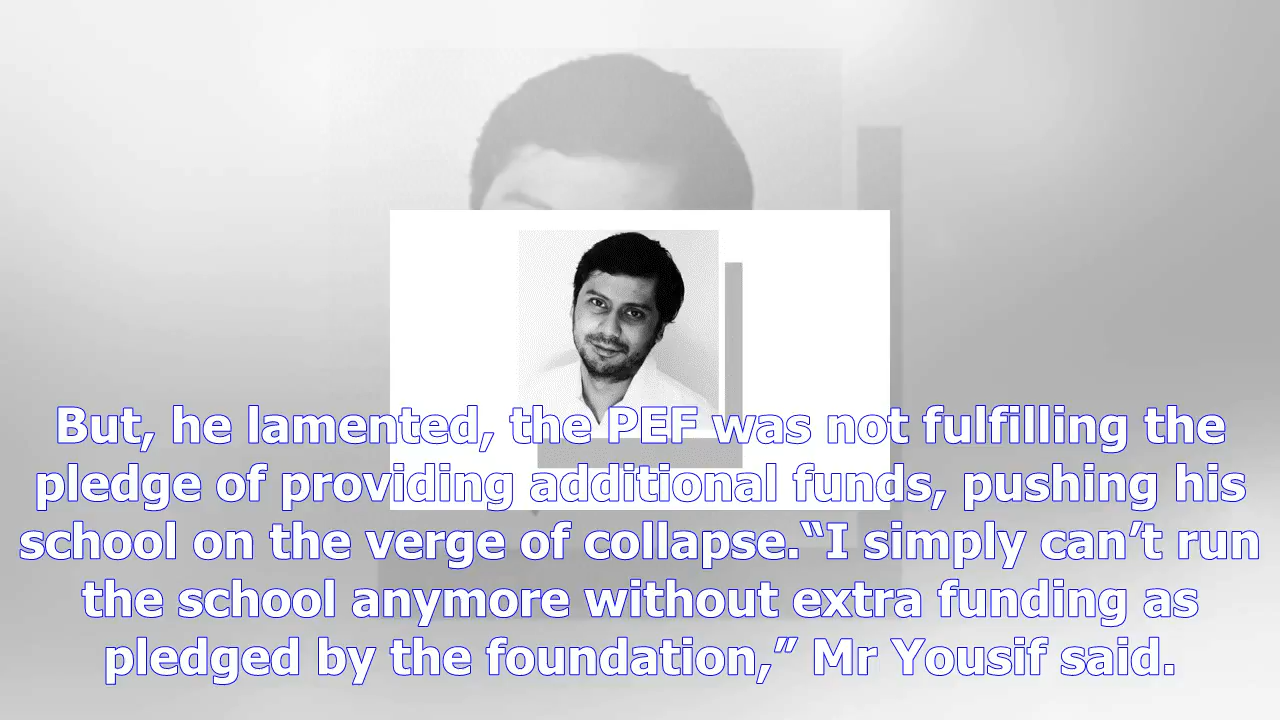 But, he lamented, the PEF was not fulfilling the
pledge of providing additional funds, pushing his
school on the verge of collapse.“I simply can’t run
the school anymore without extra funding as
pledged by the foundation,” Mr Yousif said.